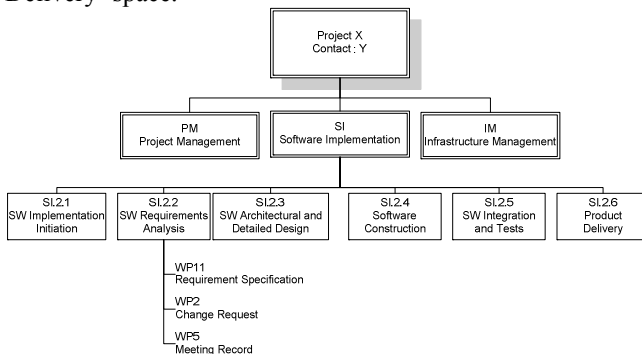 Delivery" space.
Project X
Contact : Y
PM
Project Management
SI
Software Implementation
IM
Infrastructure Management
SI.2.1
SW Implementation
Initiation
SI.2.2
SW Requirements
Analysis
SI.2.3
SW Architectural and
Detailed Design
SI.2.4
Software
Construction
SI.2.5
SW Integration
and Tests
SI.2.6
Product
Delivery
WP11
Requirement Specification
WP2
Change Request
WP5
Meeting Record